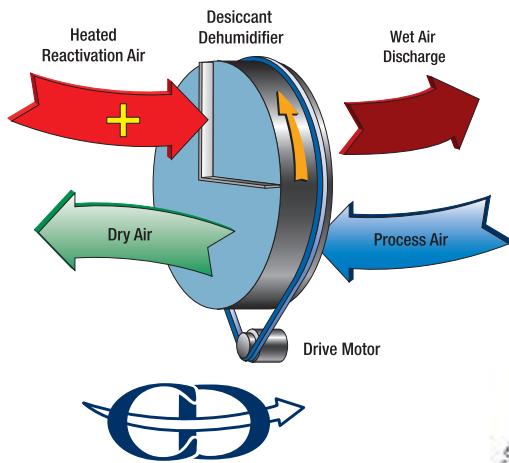 Desiccant
Dehumidifier
Heated
Reactivation Air
Wet Air
Discharge
Dry Air
Process Air
Drive Motor